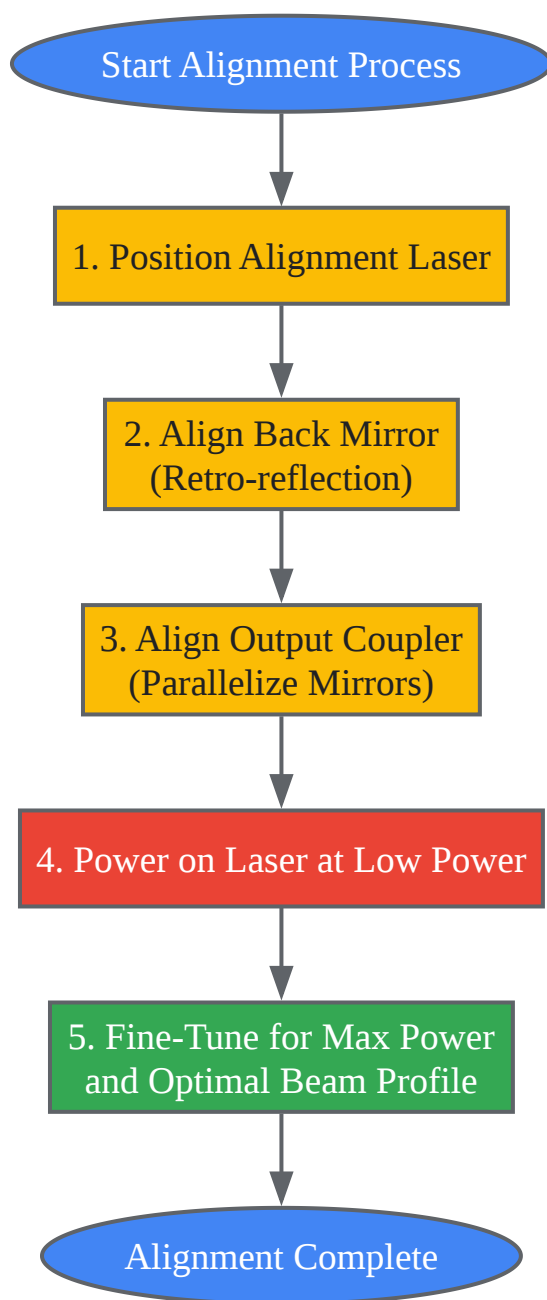 Start Alignment Process
1. Position Alignment Laser
2. Align Back Mirror
(Retro-reflection)
3. Align Output Coupler
(Parallelize Mirrors)
4. Power on Laser at Low Power
5. Fine-Tune for Max Power
and Optimal Beam Profile
Alignment Complete